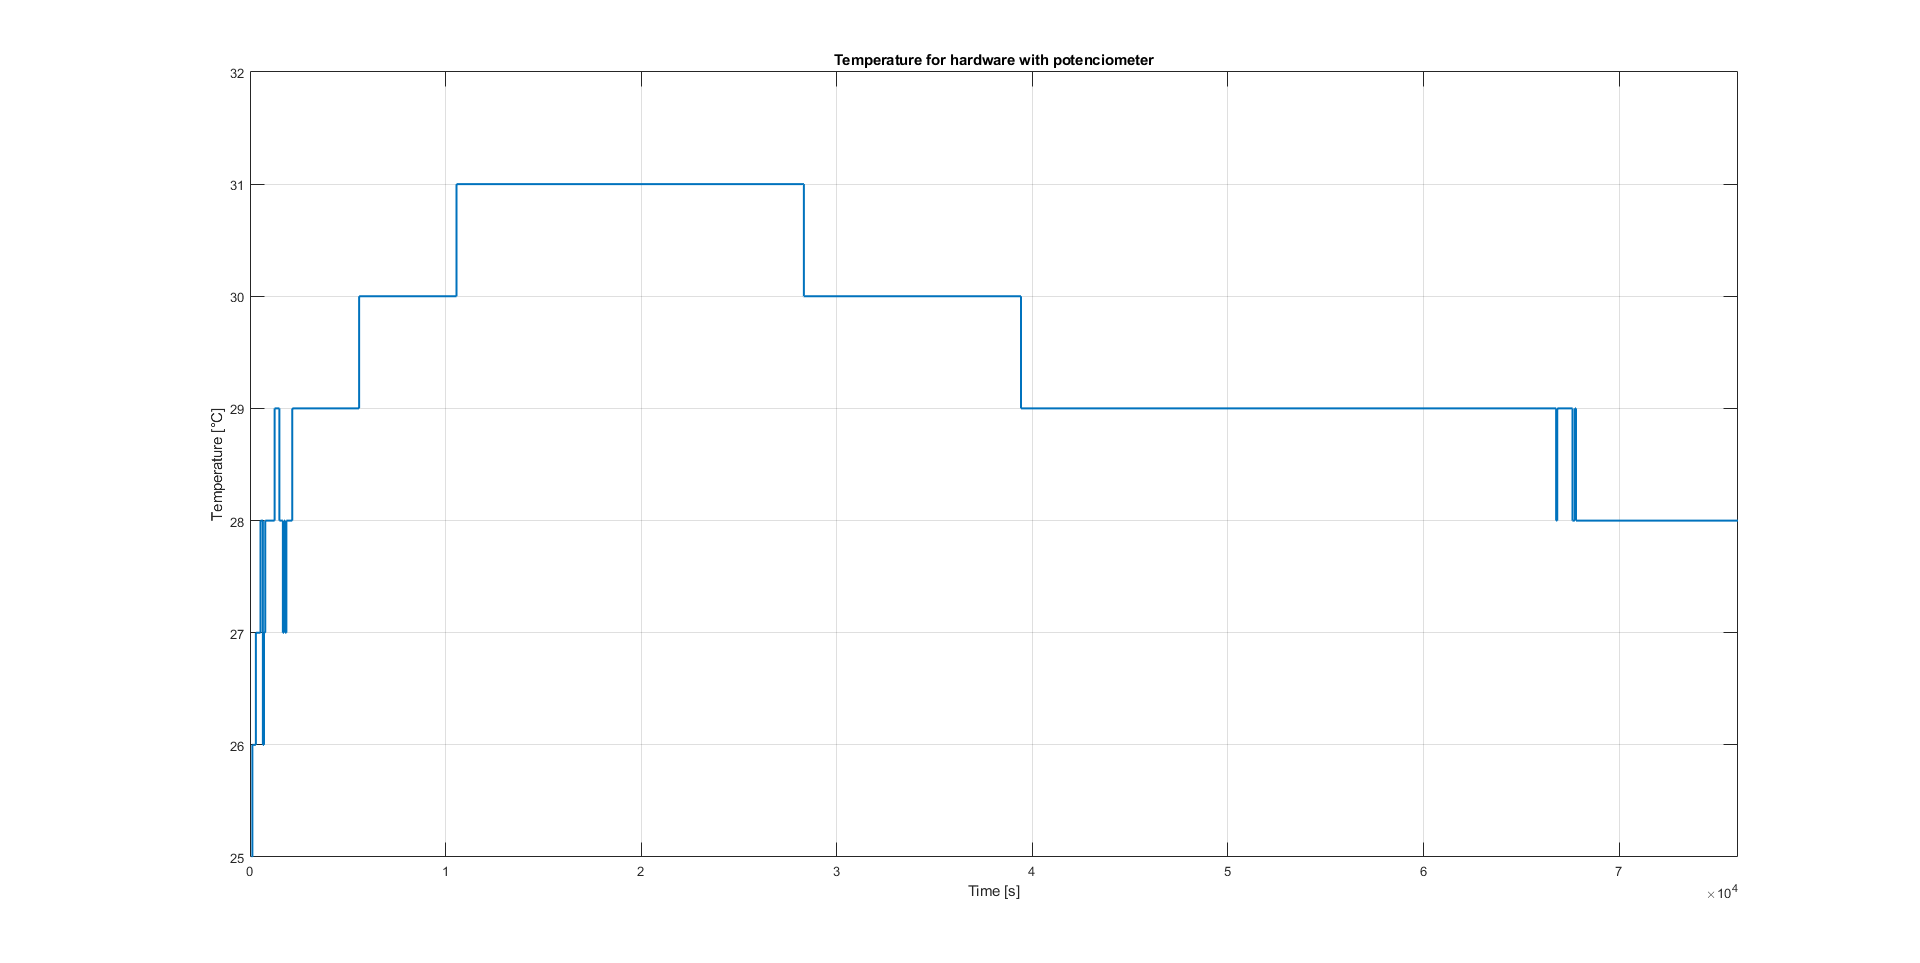 Temperature for hardware with potenciometer
32
31
30
29
28
27
26
25
Temperature [°C]
0 1 2 3 4 5 6 7
Time [s]
×10⁴